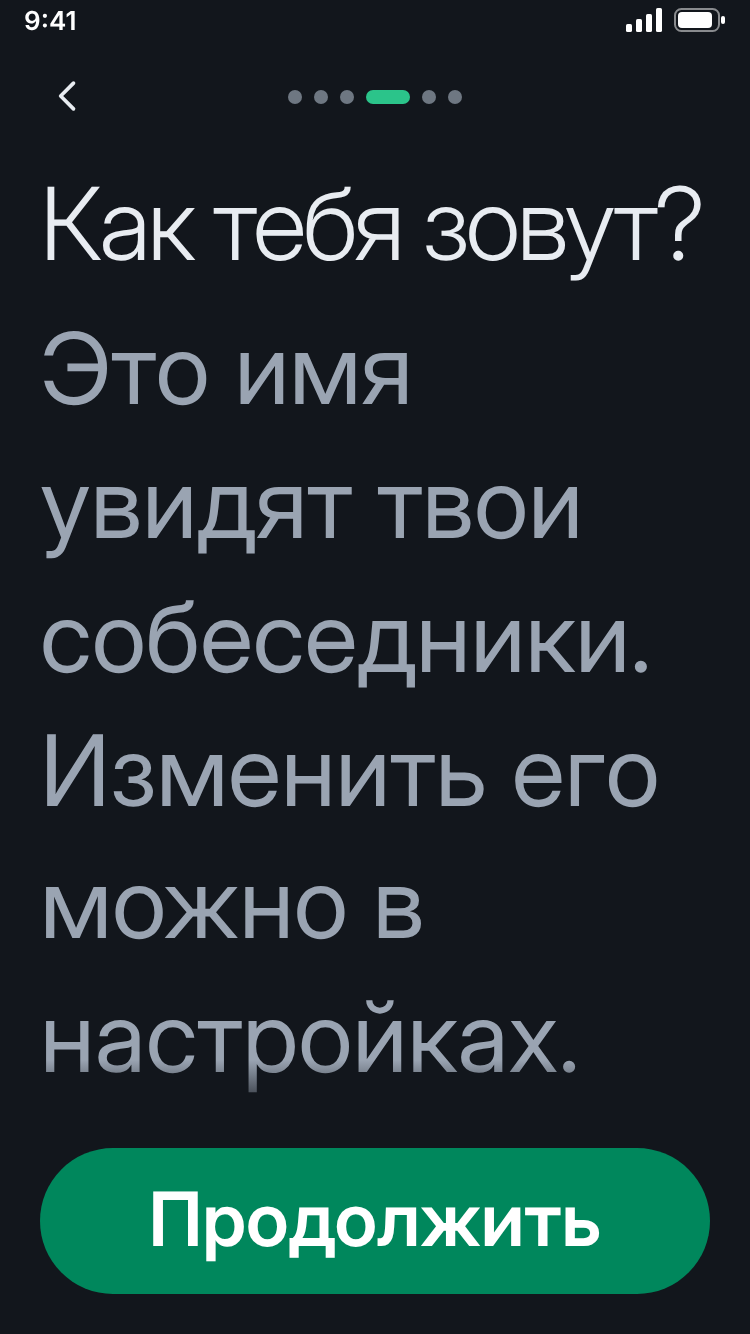 9:41
Как тебя зовут?
Это имя
увидят твои
собеседники.
Изменить его
можно в
настройках.
Продолжить